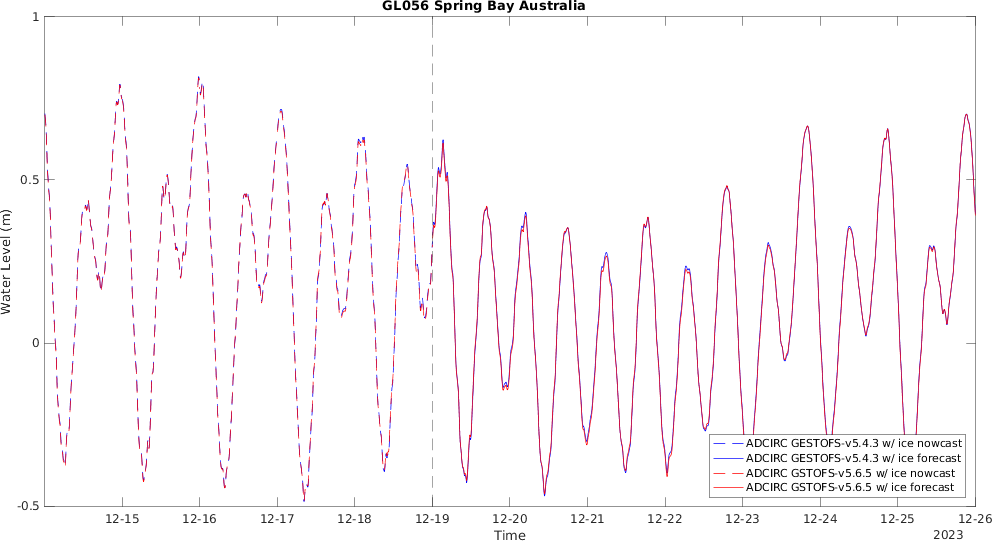 GL056 Spring Bay Australia
1
0.5
0
-0.5
Water Level (m)
ADCIRC GESTOFS-v5.4.3 w/ ice nowcast
ADCIRC GESTOFS-v5.4.3 w/ ice forecast
ADCIRC GSTOFS-v5.6.5 w/ ice nowcast
ADCIRC GSTOFS-v5.6.5 w/ ice forecast
12-15 12-16 12-17 12-18 12-19 12-20 12-21 12-22 12-23 12-24 12-25 12-26
Time
2023